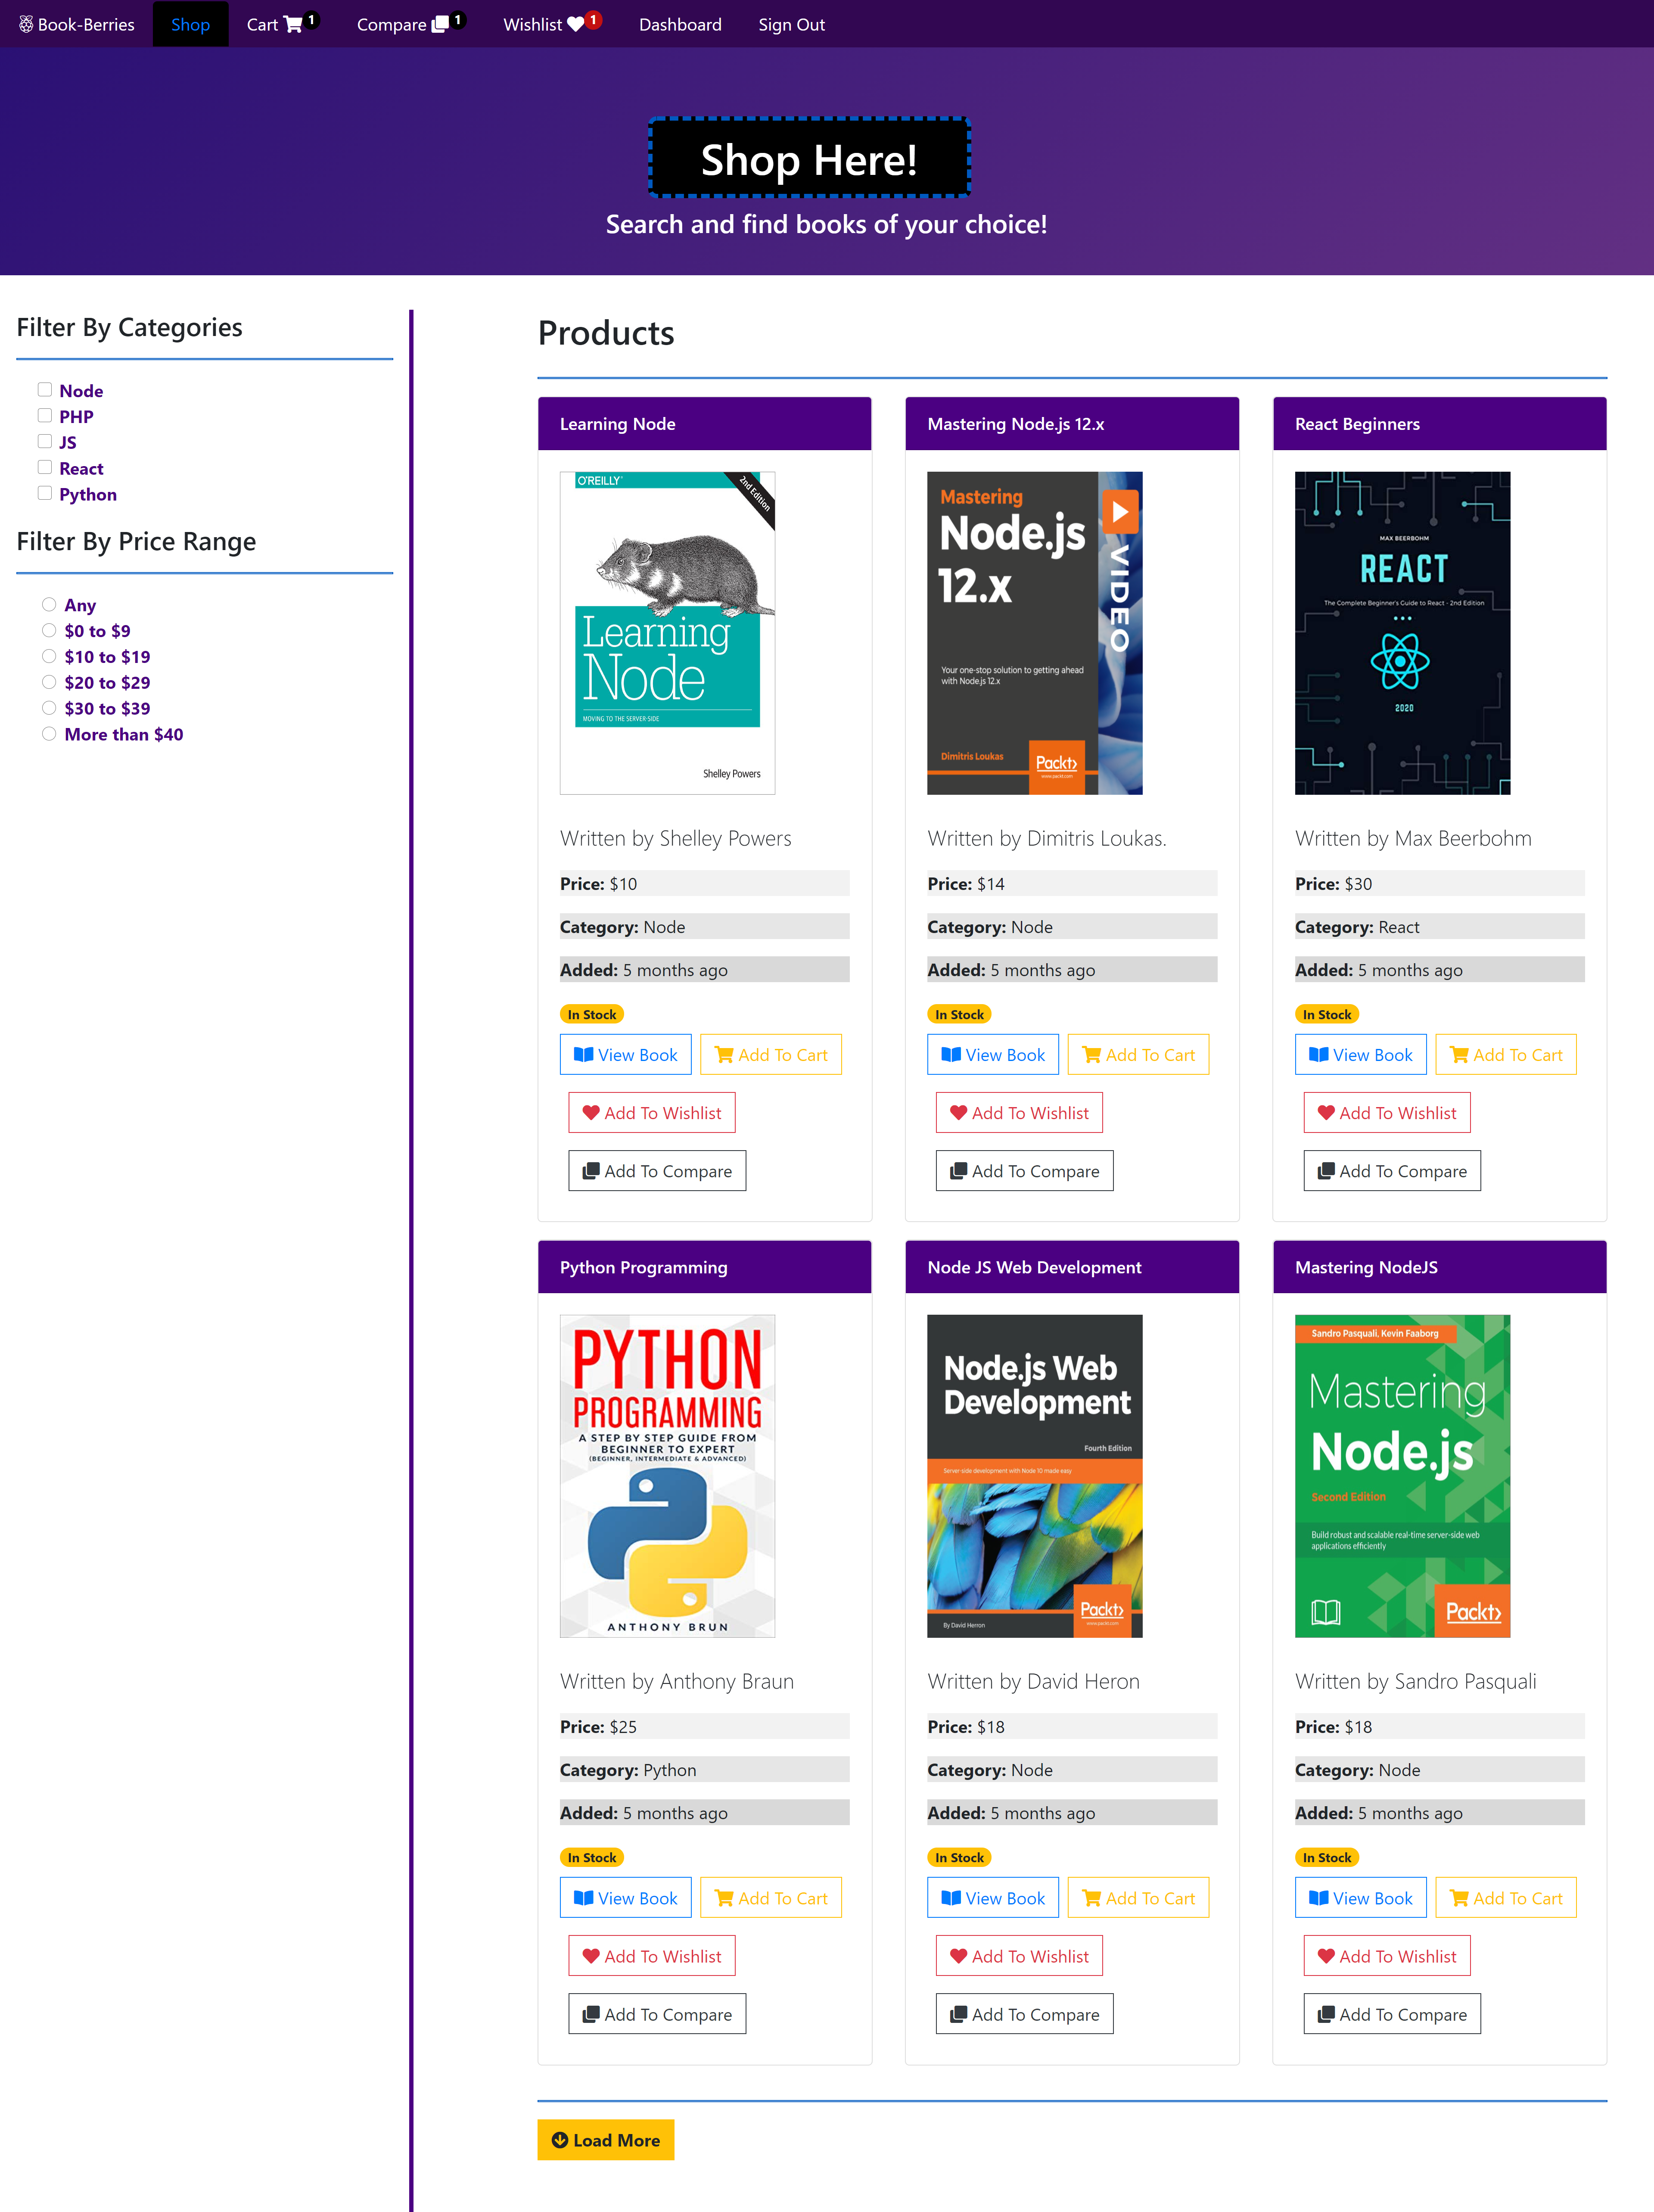 Book-Berries Shop Cart 1 Compare 1 Wishlist 1 Dashboard Sign Out
Shop Here!
Search and find books of your choice!
Filter By Categories
Node
PHP
JS
React
Python
Filter By Price Range
Any
$0 to $9
$10 to $19
$20 to $29
$30 to $39
More than $40
Products
Learning Node
O'REILLY
2nd Edition
Learning
Node
MOVING TO THE SERVER-SIDE
Shelley Powers
Written by Shelley Powers
Price: $10
Category: Node
Added: 5 months ago
In Stock
View Book Add To Cart
Add To Wishlist
Add To Compare
Mastering Node.js 12.x
Mastering
Node.js
12.x
VIDEO
Your one-stop solution to getting ahead
with Node.js 12.x
Dimitris Loukas
Packt>
www.packt.com
Written by Dimitris Loukas.
Price: $14
Category: Node
Added: 5 months ago
In Stock
View Book Add To Cart
Add To Wishlist
Add To Compare
React Beginners
MAX BEERBOHM
REACT
The Complete Beginner's Guide to React - 2nd Edition
2020
Written by Max Beerbohm
Price: $30
Category: React
Added: 5 months ago
In Stock
View Book Add To Cart
Add To Wishlist
Add To Compare
Python Programming
PYTHON
PROGRAMMING
A STEP BY STEP GUIDE FROM
BEGINNER TO EXPERT
(BEGINNER, INTERMEDIATE & ADVANCED)
ANTHONY BRUN
Written by Anthony Braun
Price: $25
Category: Python
Added: 5 months ago
In Stock
View Book Add To Cart
Add To Wishlist
Add To Compare
Node JS Web Development
Node.js Web
Development
Fourth Edition
Server-side development with Node 10 made easy
Packt>
www.packt.com
By David Herron
Written by David Heron
Price: $18
Category: Node
Added: 5 months ago
In Stock
View Book Add To Cart
Add To Wishlist
Add To Compare
Mastering NodeJS
Sandro Pasquali, Kevin Faaborg
Mastering
Node.js
Second Edition
Build robust and scalable real-time server-side web
applications efficiently
Packt>
Written by Sandro Pasquali
Price: $18
Category: Node
Added: 5 months ago
In Stock
View Book Add To Cart
Add To Wishlist
Add To Compare
Load More